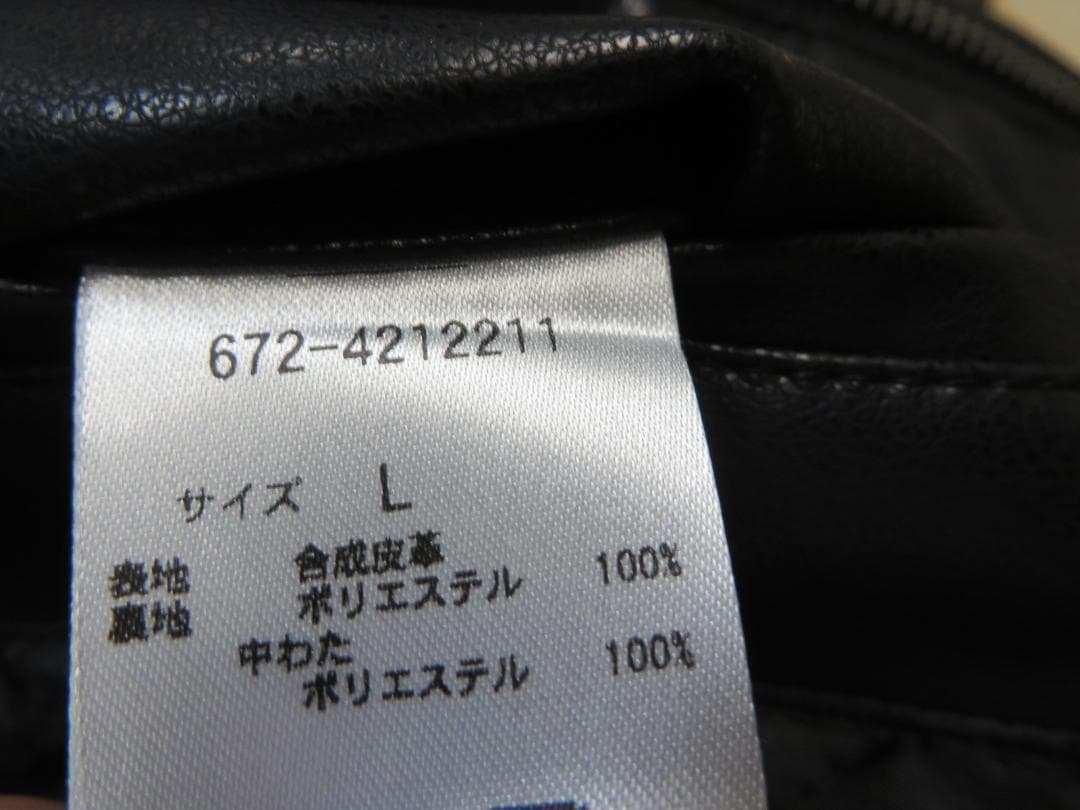 672-4212211
サイズ L
表地 合成皮革
裏地 ポリエステル 100%
中わた
ポリエステル 100%